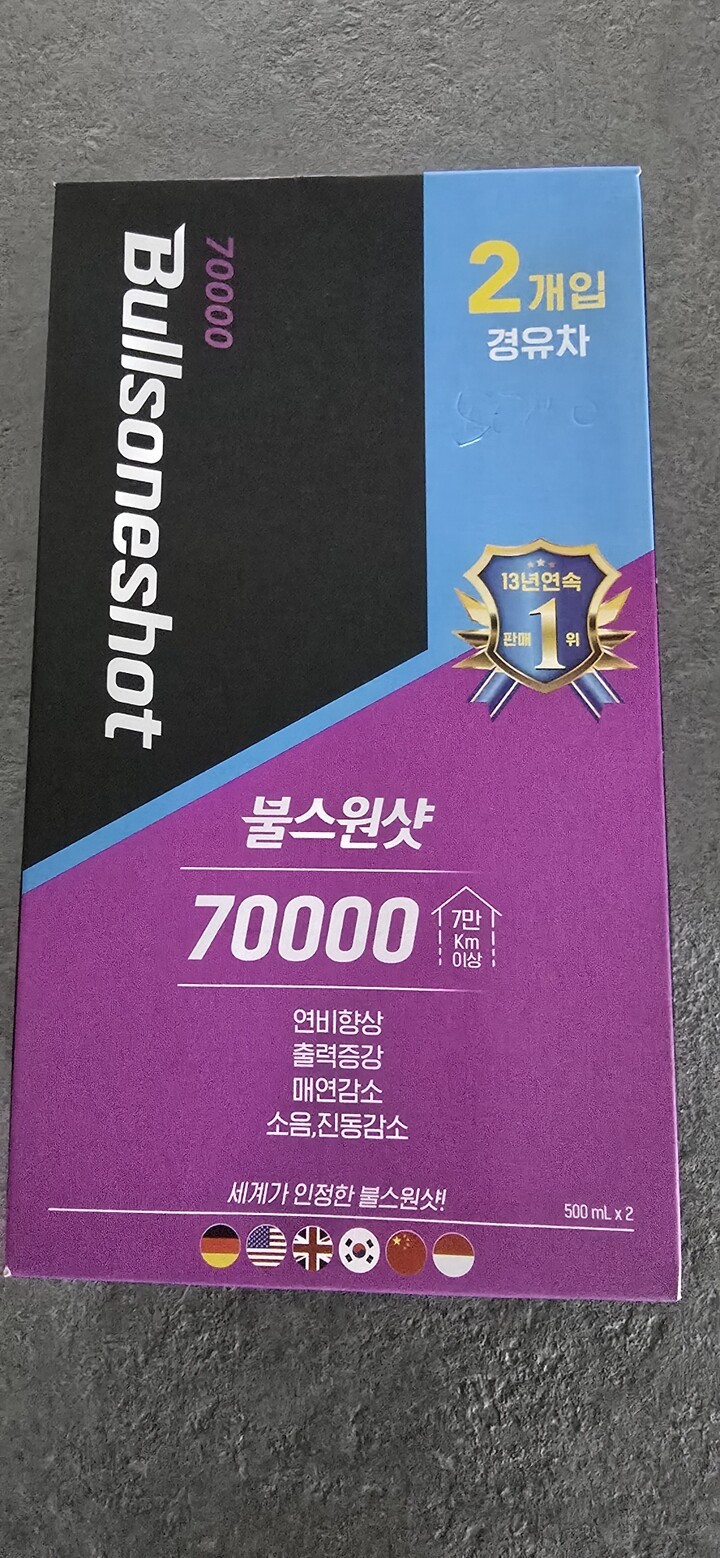 70000
Bullsoneshot
2개입
경유차
13년연속
판매 1위
불스원샷
70000
7만
Km
이상
연비향상
출력증강
매연감소
소음,진동감소
세계가 인정한 불스원샷!
500 mL x 2